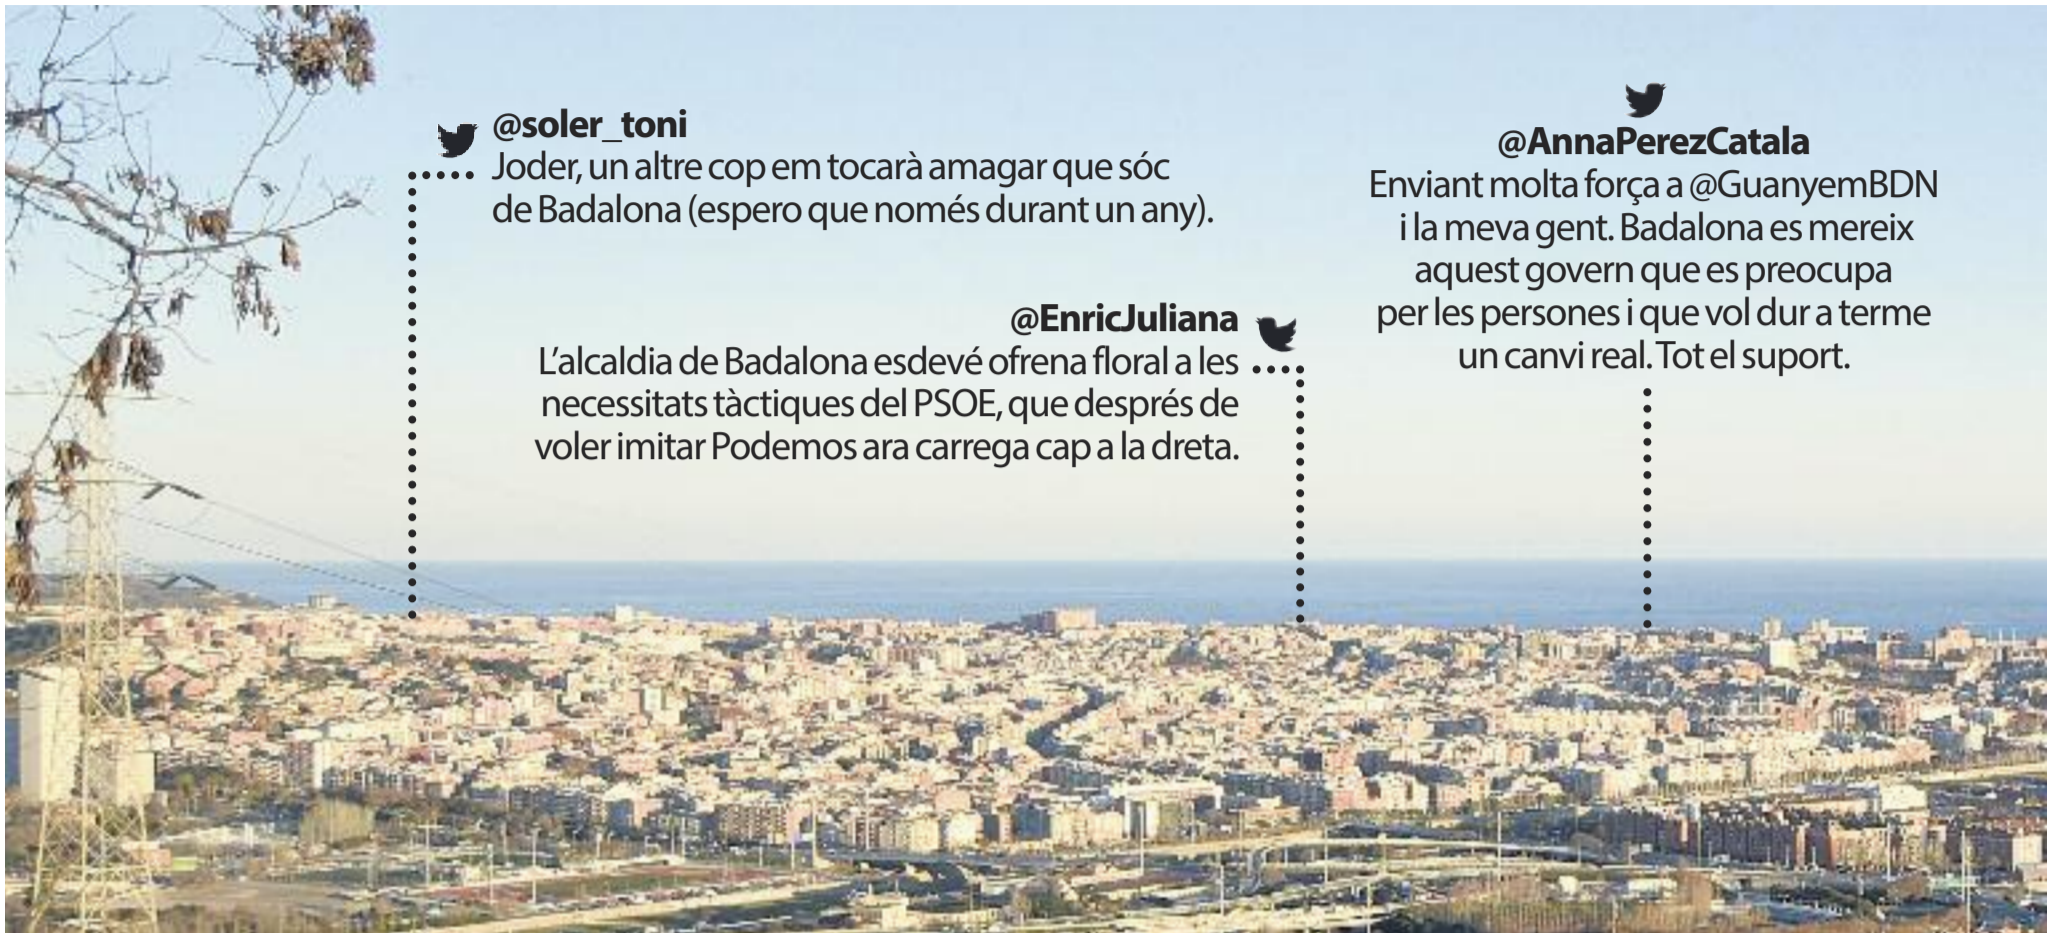 @soler_toni
Joder, un altre cop em tocarà amagar que sóc
de Badalona (espero que només durant un any).
@EnricJuliana
L'alcaldia de Badalona esdevé ofrena floral a les
necessitats tàctiques del PSOE, que després de
voler imitar Podemos ara carrega cap a la dreta.
@AnnaPerezCatala
Enviant molta força a @GuanyemBDN
i la meva gent. Badalona es mereix
aquest govern que es preocupa
per les persones i que vol dur a terme
un canvi real. Tot el suport.